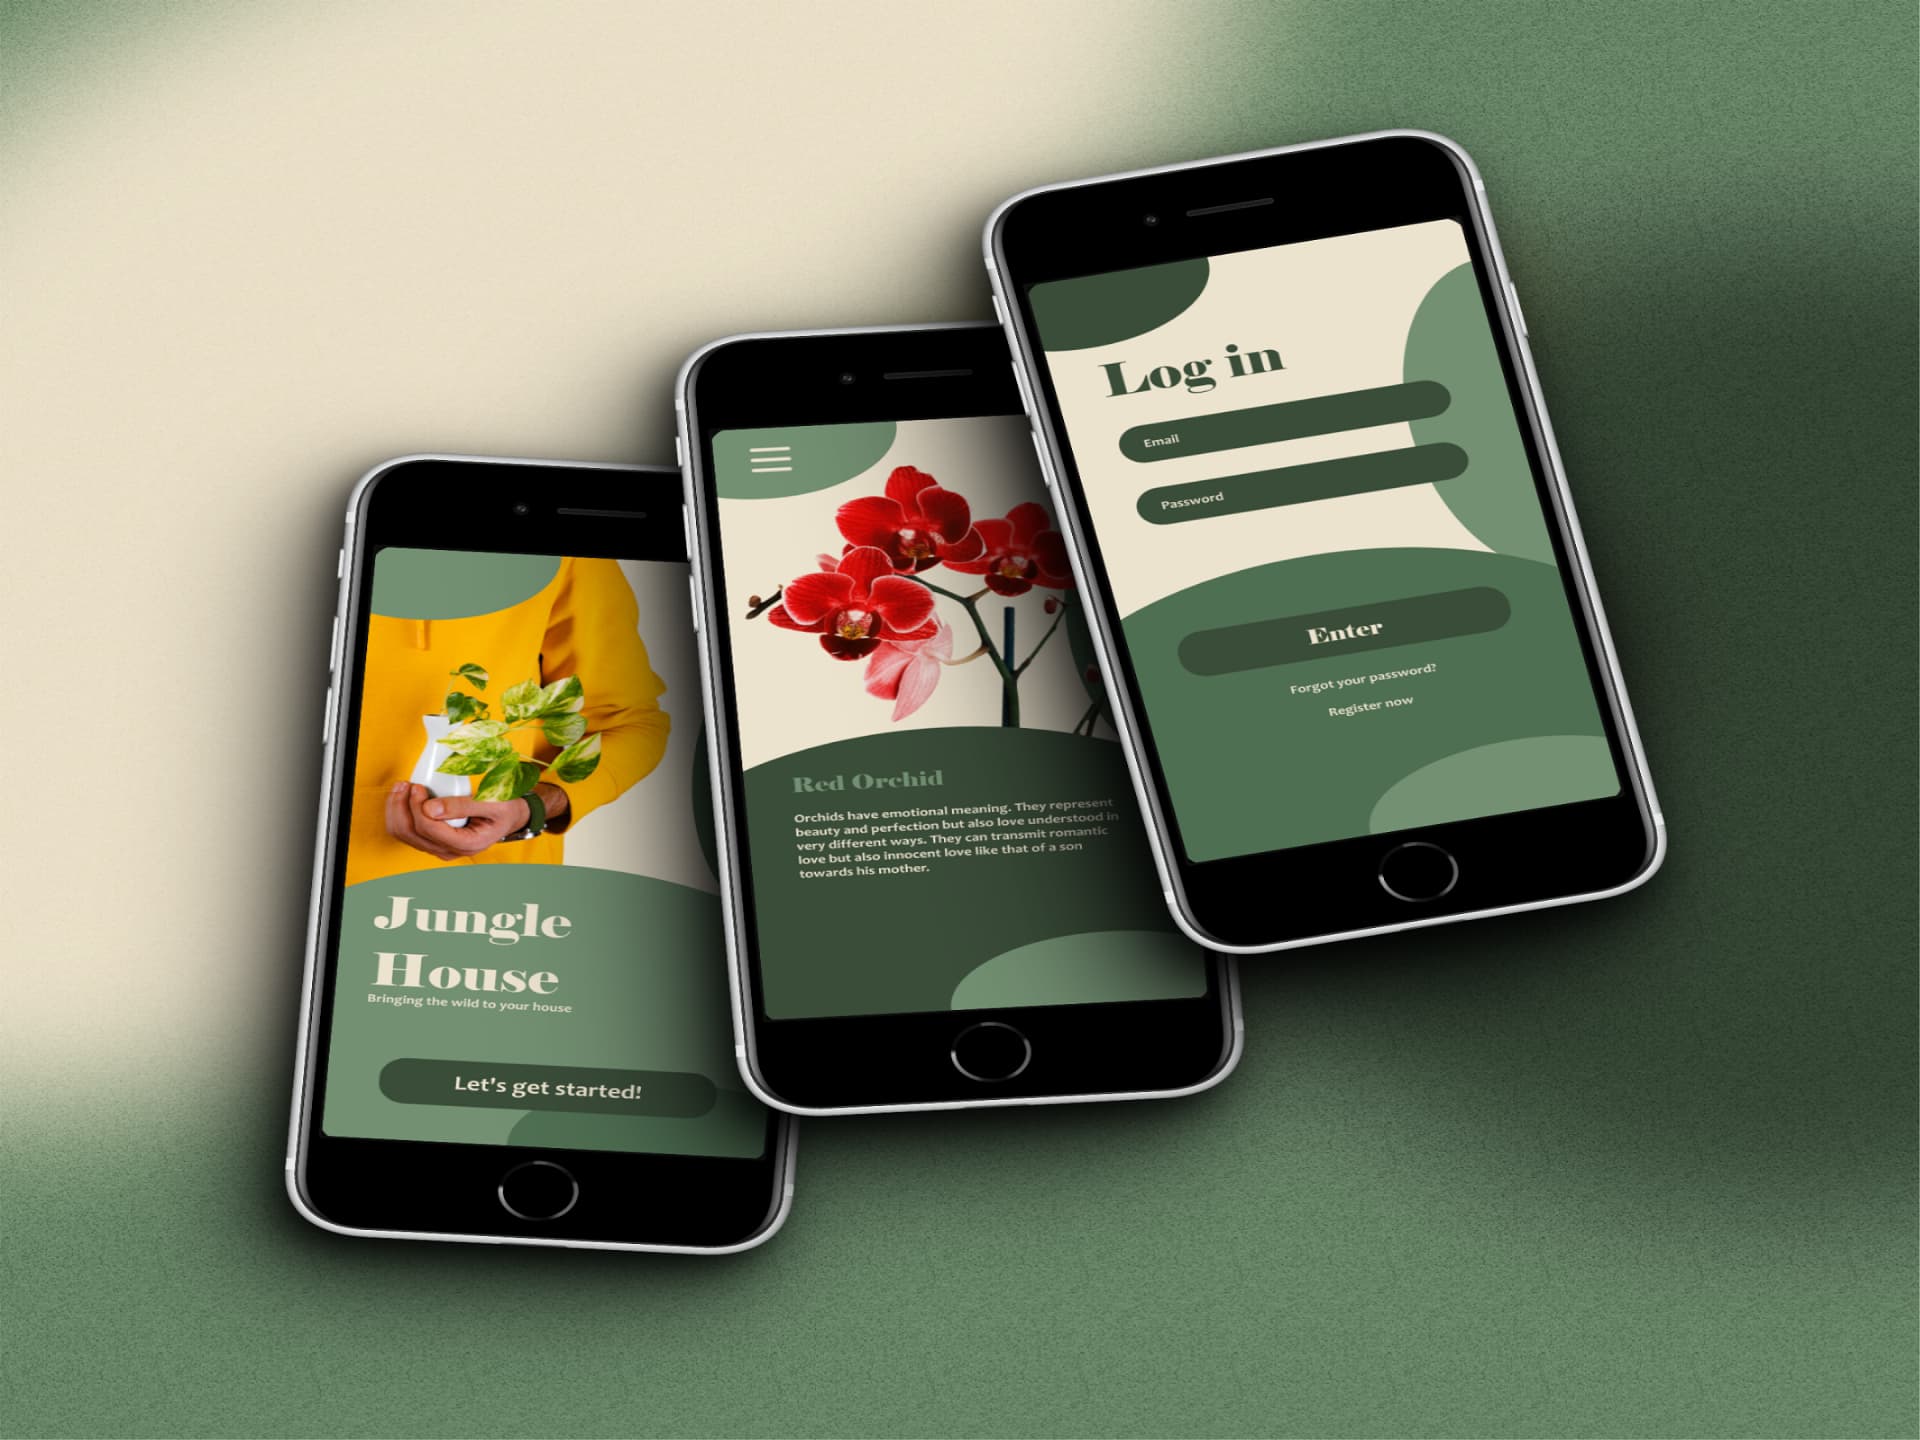 Jungle
House
Bringing the wild to your house
Let's get started!
Red Orchid
Orchids have emotional meaning. They represent
beauty and perfection but also love understood in
very different ways. They can transmit romantic
love but also innocent love like that of a son
towards his mother.
Log in
Email
Password
Enter
Forgot your password?
Register now